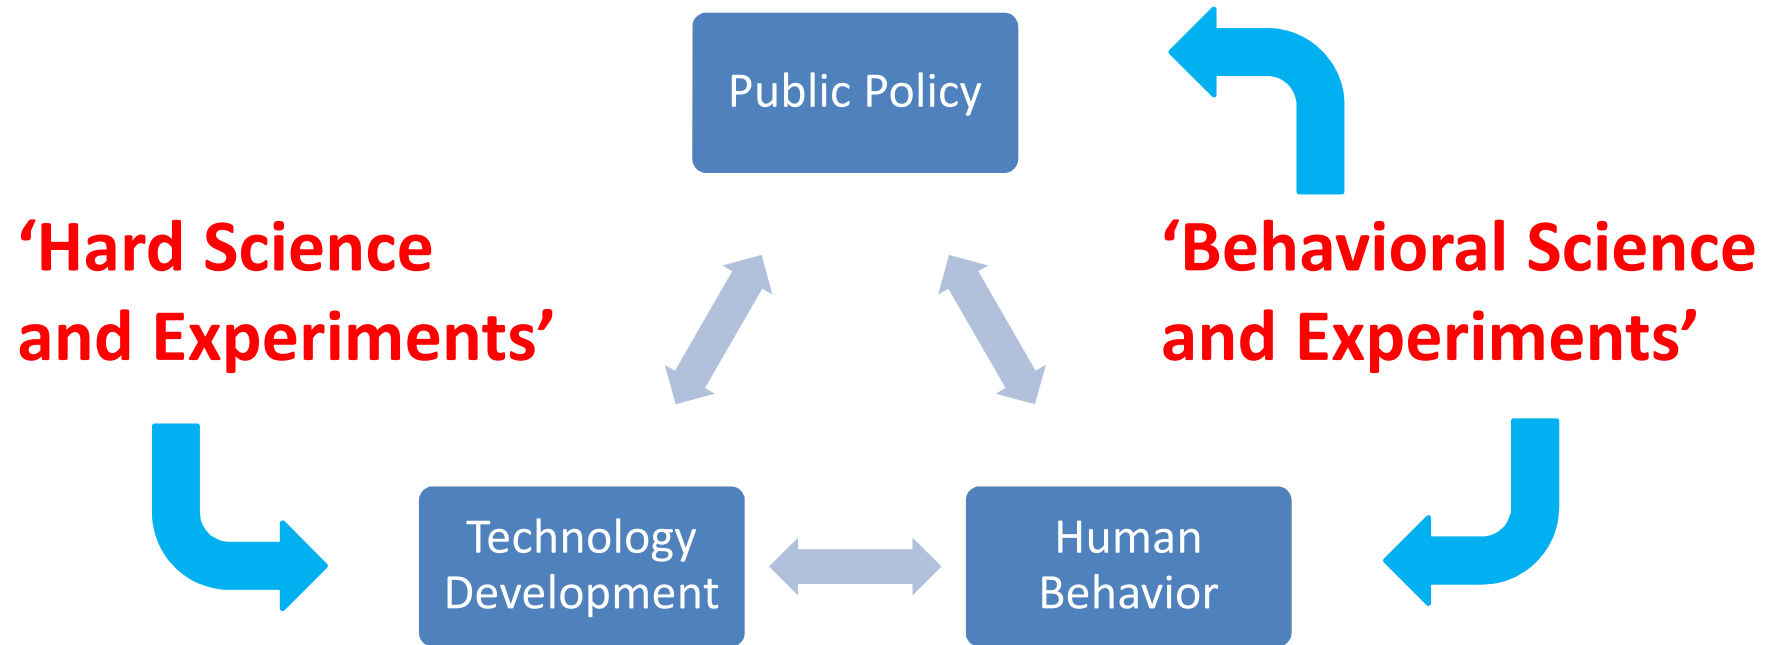 Public Policy
‘Hard Science
and Experiments’
‘Behavioral Science
and Experiments’
Technology
Development
Human
Behavior